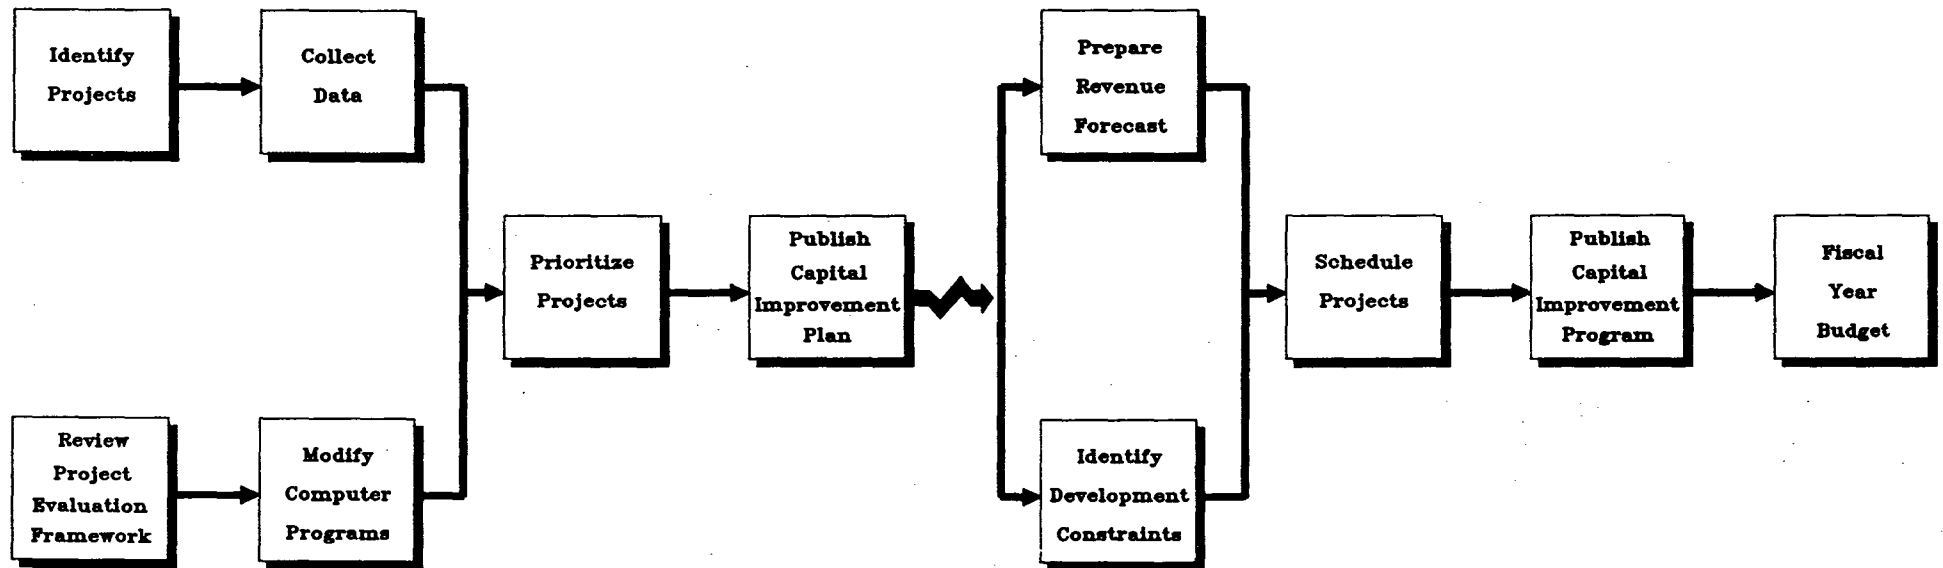 Identify
Projects
Collect
Data
Review
Project
Evaluation
Framework
Modify
Computer
Programs
Prioritize
Projects
Publish
Capital
Improvement
Plan
Prepare
Revenue
Forecast
Identify
Development
Constraints
Schedule
Projects
Publish
Capital
Improvement
Program
Fiscal
Year
Budget